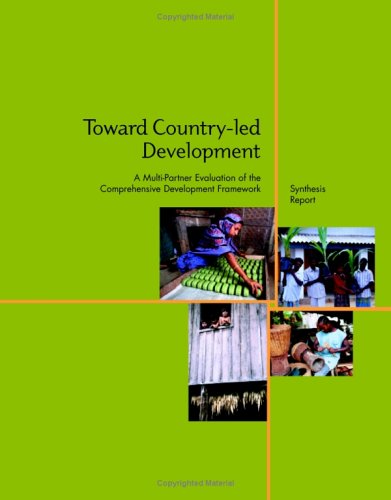 Copyrighted Material
Toward Country-led
Development
A Multi-Partner Evaluation of the
Comprehensive Development Framework
Synthesis
Report
Copyrighted Material